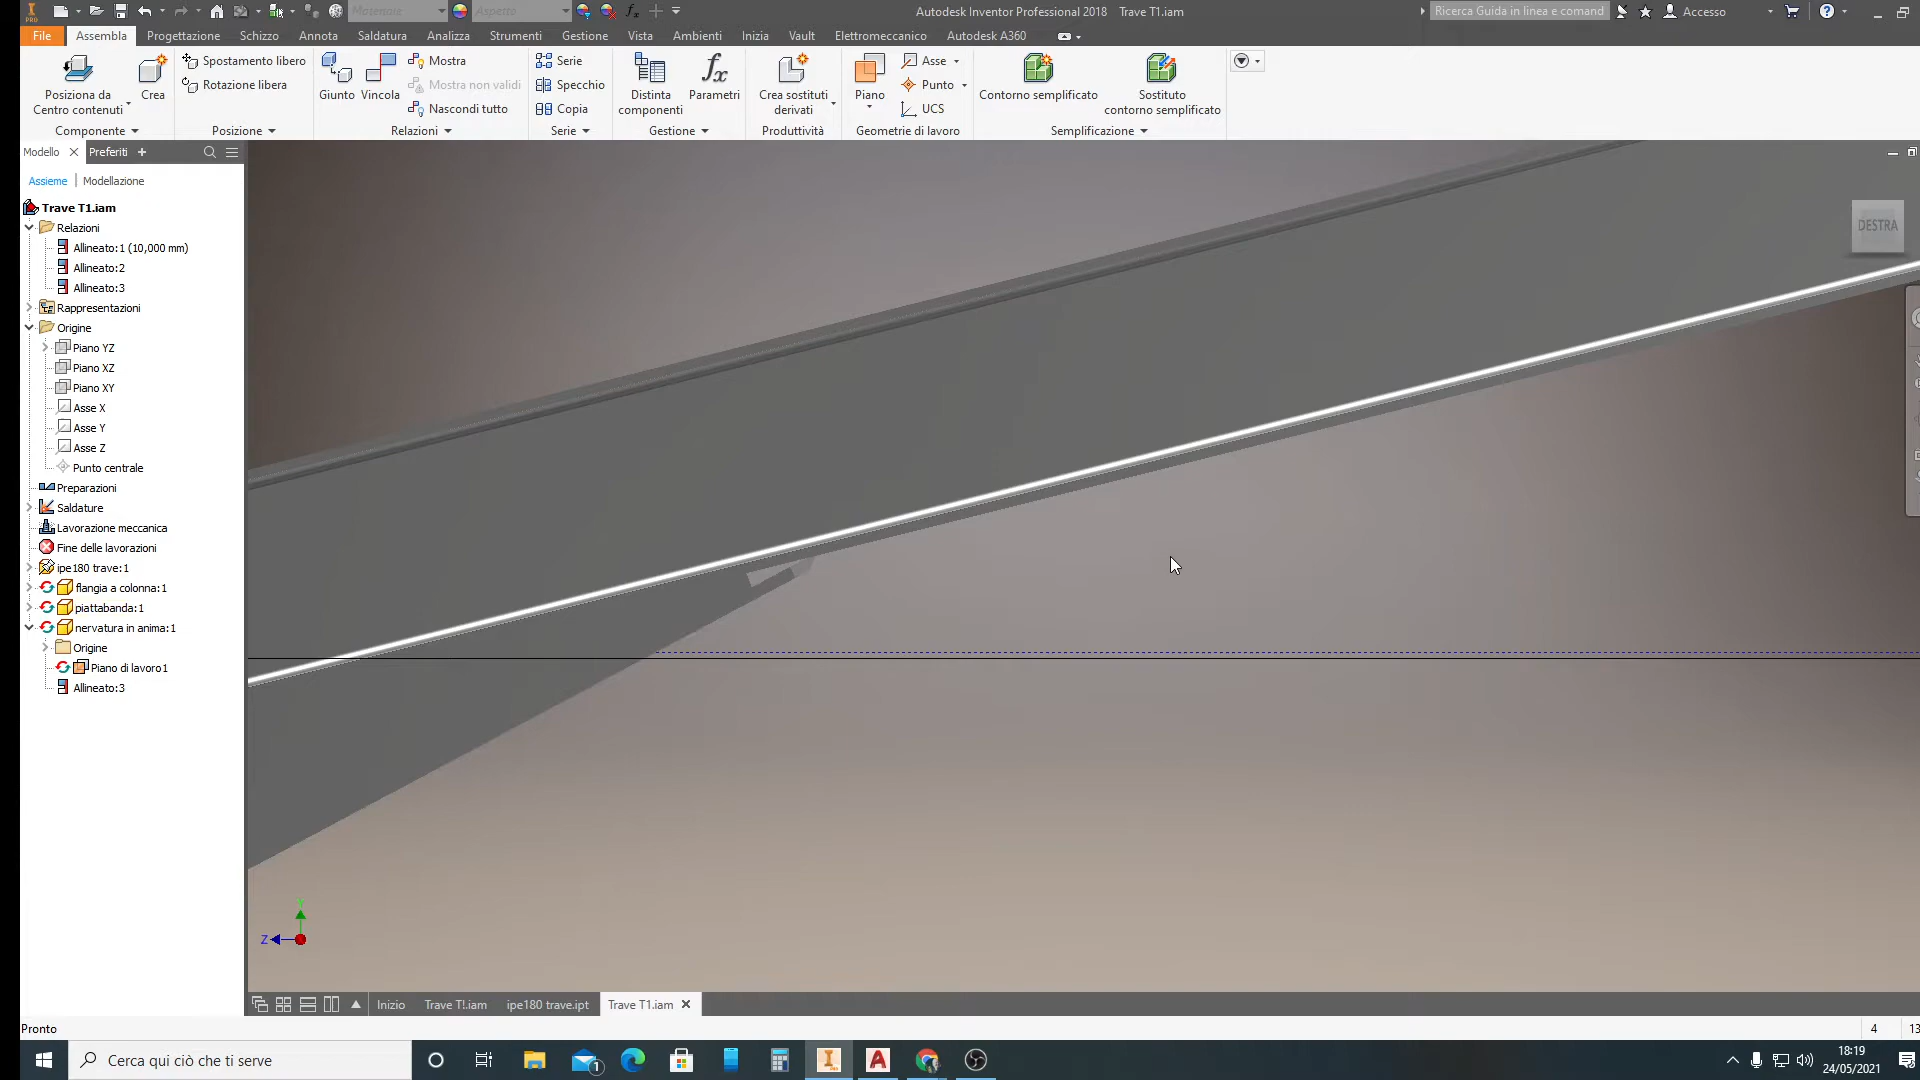 PRO
Materiale
Aspetto
Autodesk Inventor Professional 2018 Trave T1.iam
Ricerca Guida in linea e comand
Accesso
File
Assembla
Progettazione
Schizzo
Annota
Saldatura
Analizza
Strumenti
Gestione
Vista
Ambienti
Inizia
Vault
Elettromeccanico
Autodesk A360
Posiziona da
Centro contenuti
Crea
Componente
Spostamento libero
Rotazione libera
Posizione
Giunto
Vincola
Mostra
Mostra non validi
Nascondi tutto
Relazioni
Serie
Specchio
Copia
Serie
Distinta
componenti
Parametri
Gestione
Crea sostituti
derivati
Produttività
Piano
Asse
Punto
UCS
Geometrie di lavoro
Contorno semplificato
Sostituto
contorno semplificato
Semplificazione
Modello
Preferiti
Assieme
Modellazione
Trave T1.iam
Relazioni
Allineato:1 (10,000 mm)
Allineato:2
Allineato:3
Rappresentazioni
Origine
Piano YZ
Piano XZ
Piano XY
Asse X
Asse Y
Asse Z
Punto centrale
Preparazioni
Saldature
Lavorazione meccanica
Fine delle lavorazioni
ipe180 trave:1
flangia a colonna:1
piattabanda:1
nervatura in anima:1
Origine
Piano di lavoro1
Allineato:3
DESTRA
Z
Inizio
Trave T!.iam
ipe180 trave.ipt
Trave T1.iam
Pronto
4
13
Cerca qui ciò che ti serve
1
18:19
24/05/2021